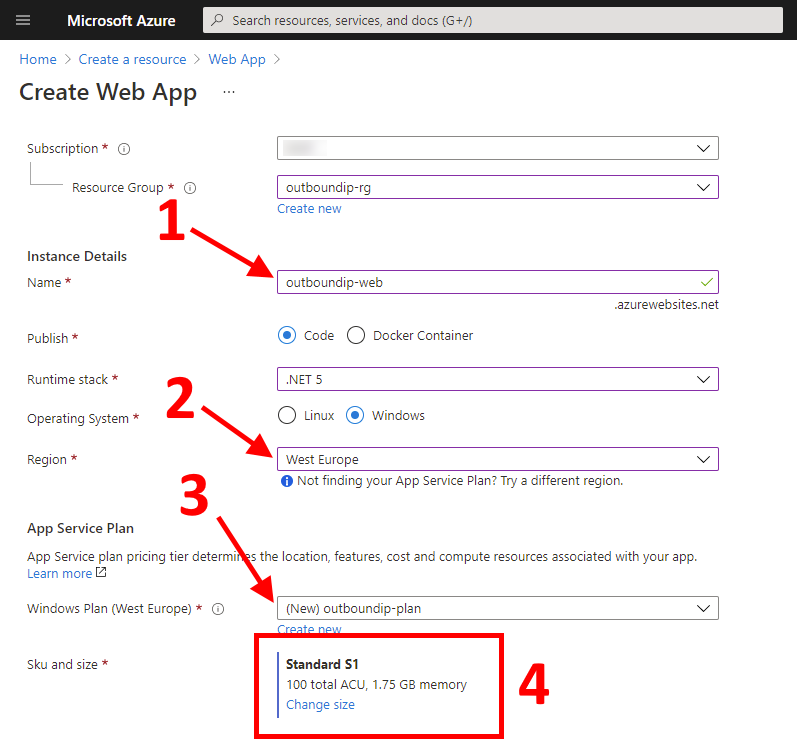 Microsoft Azure
Search resources, services, and docs (G+/)
Home > Create a resource > Web App >
Create Web App ...
Subscription *
Resource Group *
outboundip-rg
Create new
1
Instance Details
Name *
outboundip-web
.azurewebsites.net
Publish *
Code Docker Container
Runtime stack *
.NET 5
2
Operating System *
Linux Windows
Region *
West Europe
Not finding your App Service Plan? Try a different region.
3
App Service Plan
App Service plan pricing tier determines the location, features, cost and compute resources associated with your app.
Learn more
Windows Plan (West Europe) *
(New) outboundip-plan
Create new
Sku and size *
Standard S1
100 total ACU, 1.75 GB memory
Change size
4